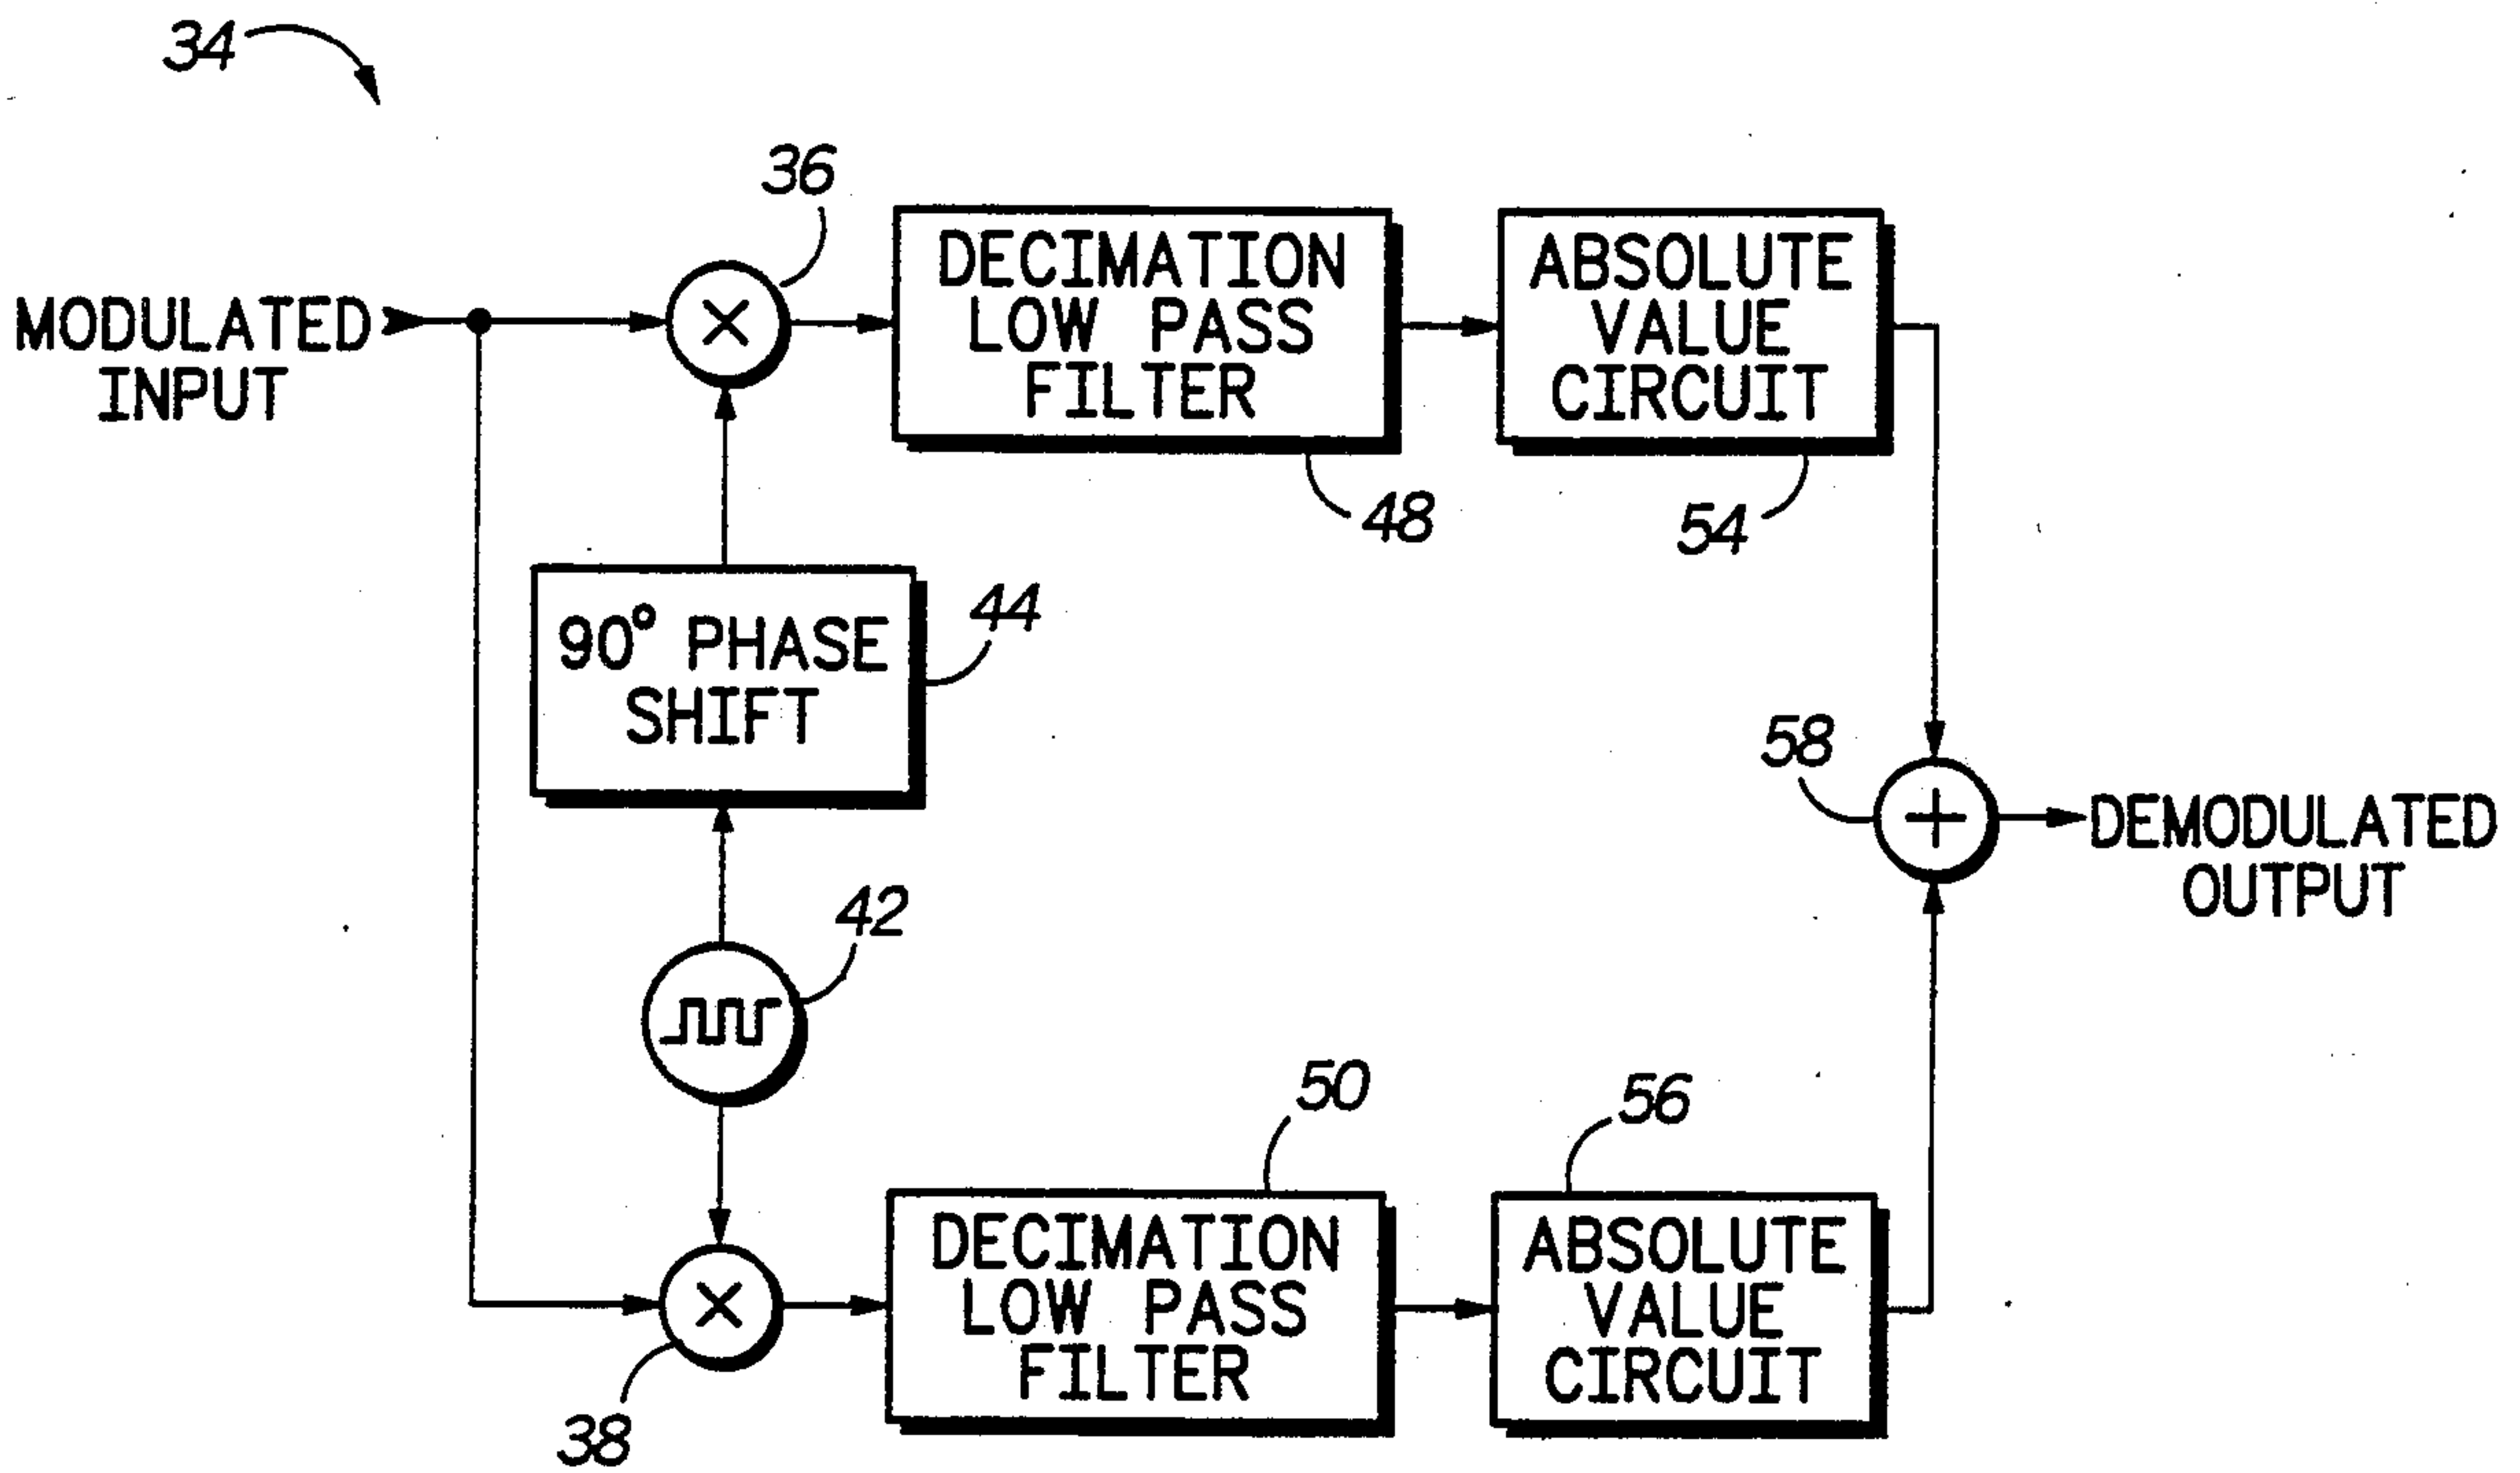 34
36
DECIMATION
LOW PASS
FILTER
ABSOLUTE
VALUE
CIRCUIT
MODULATED
INPUT
48
54
90° PHASE
SHIFT
44
58
DEMODULATED
OUTPUT
42
50
56
DECIMATION
LOW PASS
FILTER
ABSOLUTE
VALUE
CIRCUIT
38